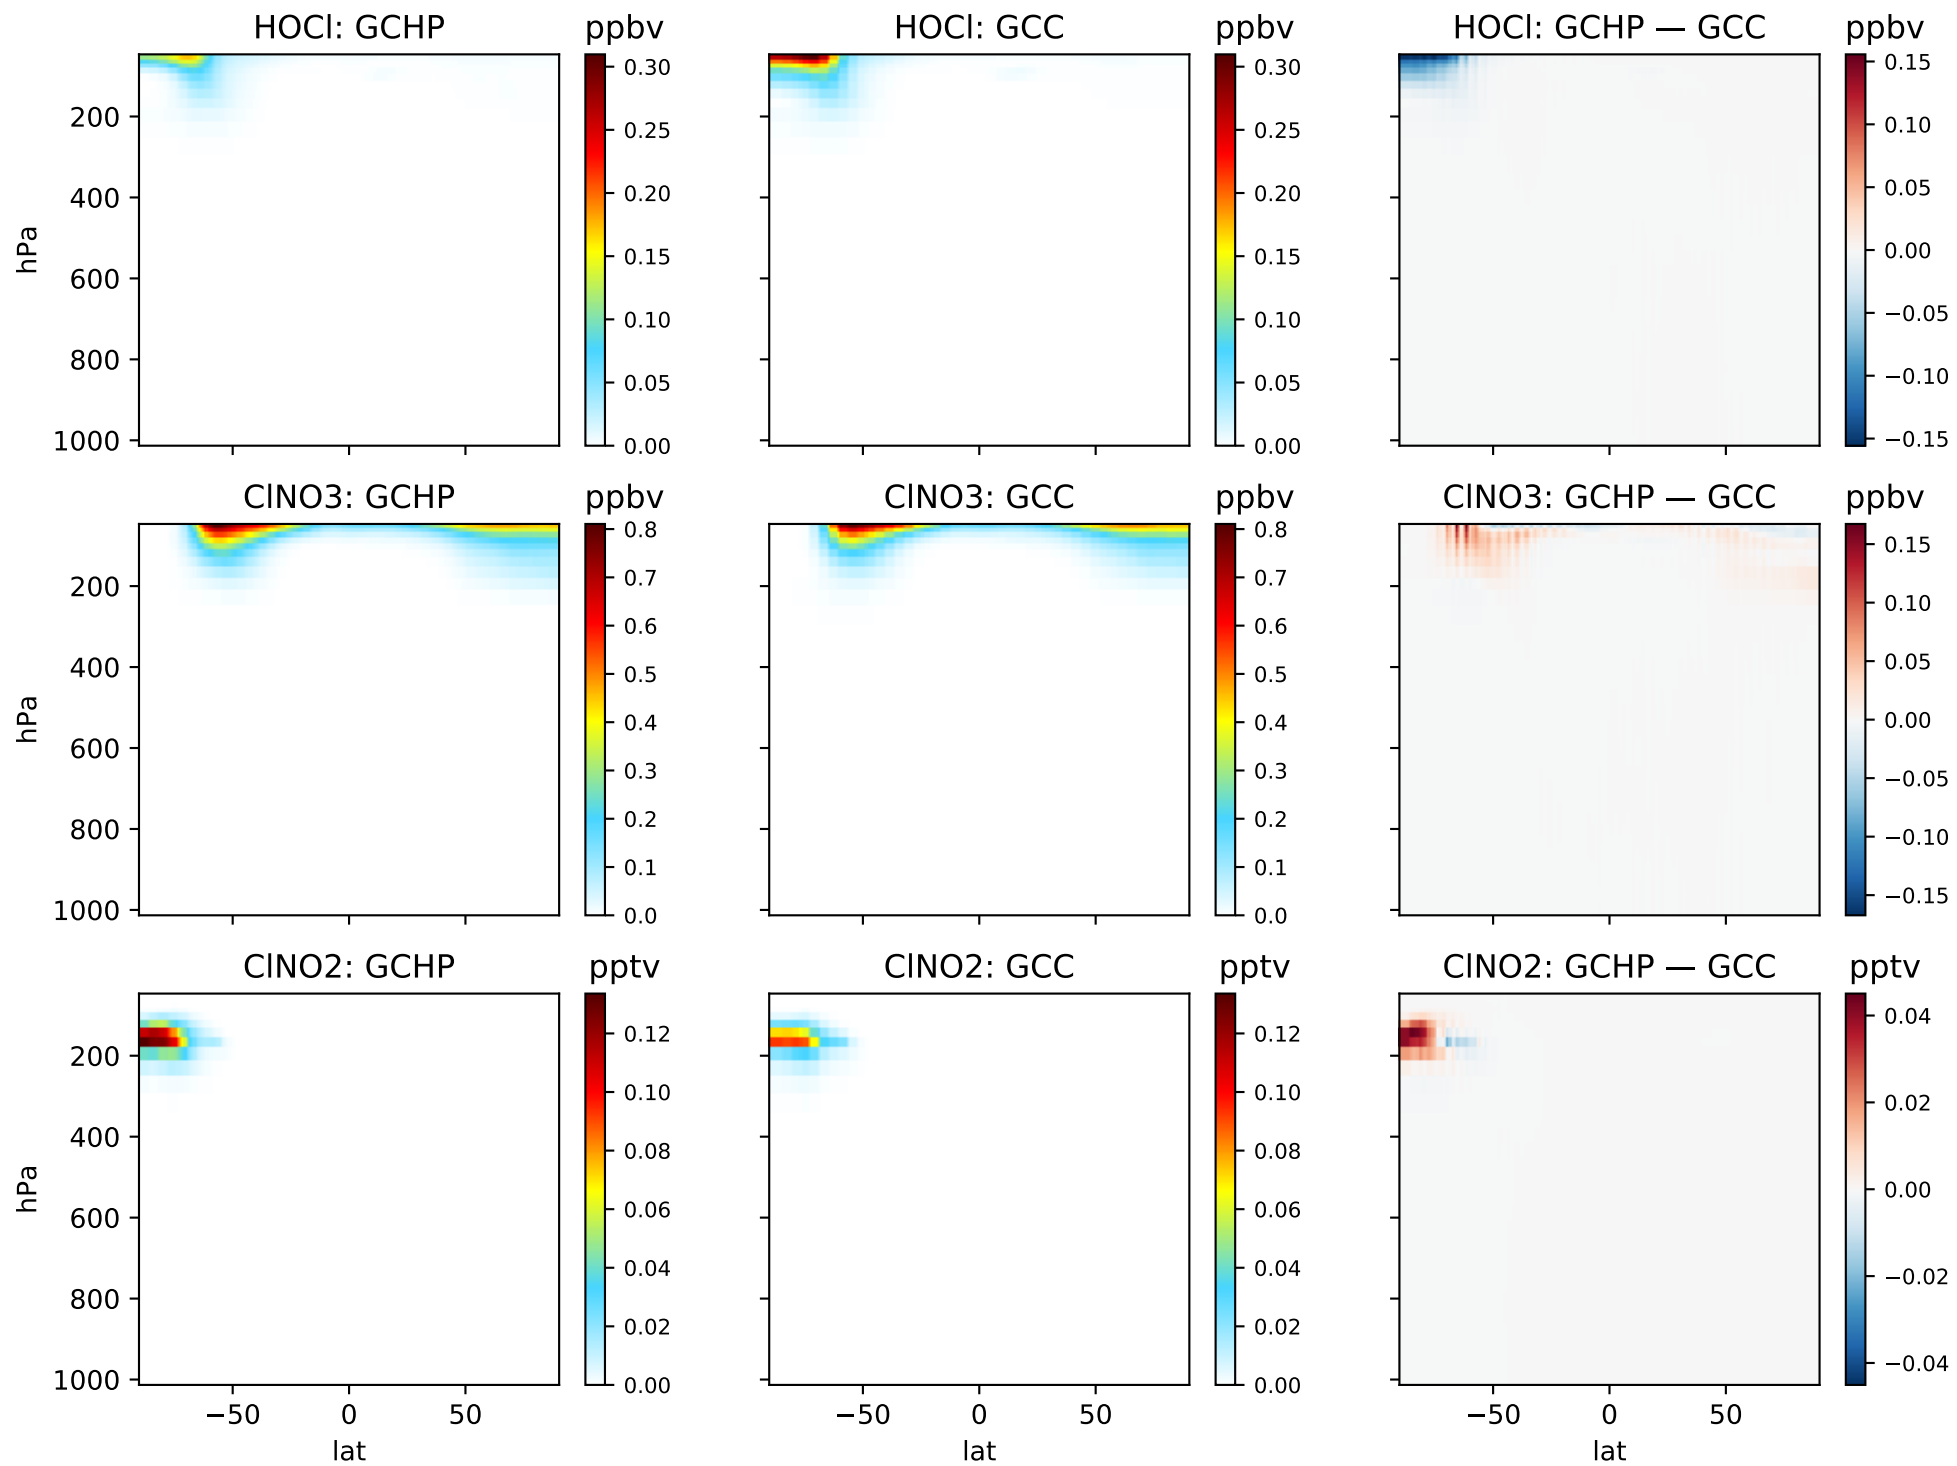 HOCl: GCHP
ppbv
HOCl: GCC
ppbv
HOCl: GCHP — GCC
ppbv
hPa
200
400
600
800
1000
0.30
0.25
0.20
0.15
0.10
0.05
0.00
0.30
0.25
0.20
0.15
0.10
0.05
0.00
0.15
0.10
0.05
0.00
−0.05
−0.10
−0.15
ClNO3: GCHP
ppbv
ClNO3: GCC
ppbv
ClNO3: GCHP — GCC
ppbv
hPa
200
400
600
800
1000
0.8
0.7
0.6
0.5
0.4
0.3
0.2
0.1
0.0
0.8
0.7
0.6
0.5
0.4
0.3
0.2
0.1
0.0
0.15
0.10
0.05
0.00
−0.05
−0.10
−0.15
ClNO2: GCHP
pptv
ClNO2: GCC
pptv
ClNO2: GCHP — GCC
pptv
hPa
200
400
600
800
1000
0.12
0.10
0.08
0.06
0.04
0.02
0.00
0.12
0.10
0.08
0.06
0.04
0.02
0.00
0.04
0.02
0.00
−0.02
−0.04
−50 0 50
lat
−50 0 50
lat
−50 0 50
lat